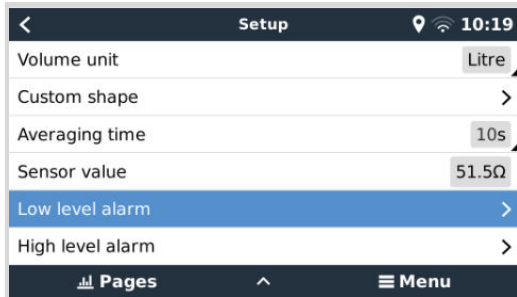 Setup 10:19
Volume unit Litre
Custom shape
Averaging time 10s
Sensor value 51.5Ω
Low level alarm
High level alarm
Pages Menu